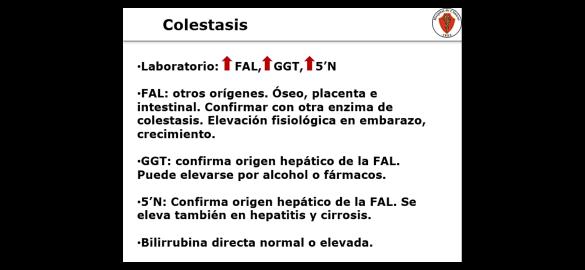 Colestasis
·Laboratorio: FAL, GGT, 5’N
·FAL: otros orígenes. Óseo, placenta e
intestinal. Confirmar con otra enzima de
colestasis. Elevación fisiológica en embarazo,
crecimiento.
·GGT: confirma origen hepático de la FAL.
Puede elevarse por alcohol o fármacos.
·5’N: Confirma origen hepático de la FAL. Se
eleva también en hepatitis y cirrosis.
·Bilirrubina directa normal o elevada.